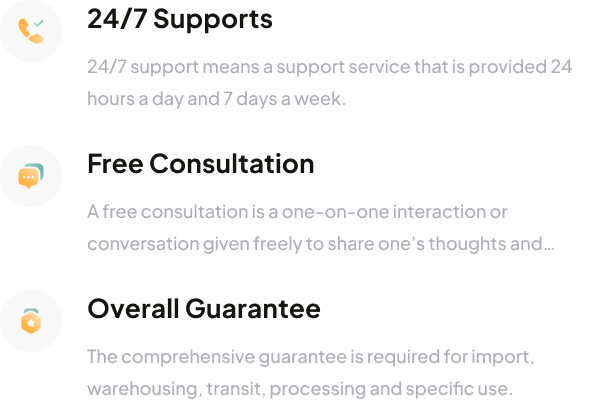 24/7 Supports
24/7 support means a support service that is provided 24
hours a day and 7 days a week.
Free Consultation
A free consultation is a one-on-one interaction or
conversation given freely to share one's thoughts and…
Overall Guarantee
The comprehensive guarantee is required for import,
warehousing, transit, processing and specific use.